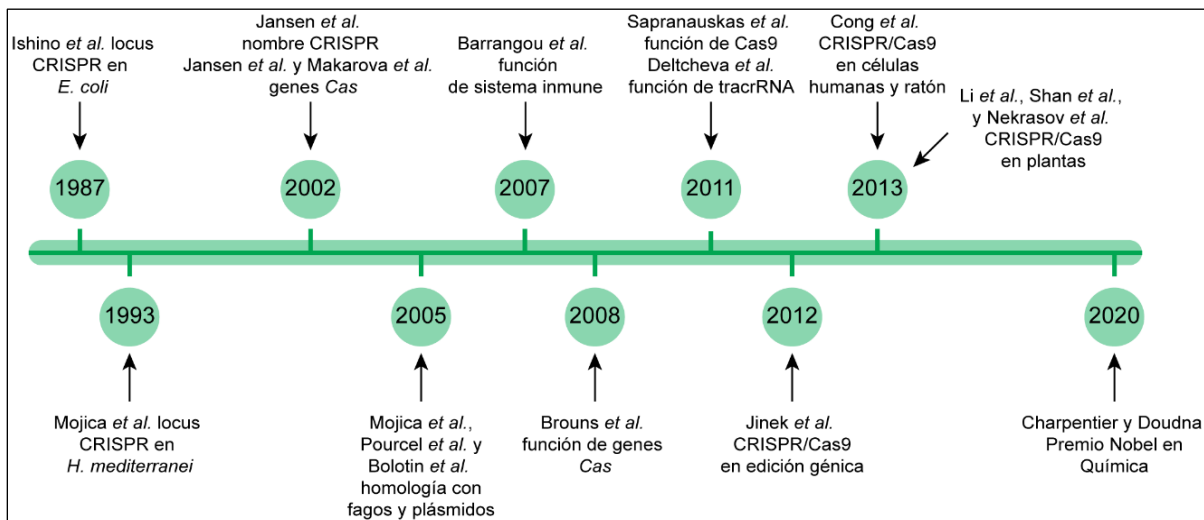 Ishino et al. locus
CRISPR en
E. coli
1987
Jansen et al.
nombre CRISPR
Jansen et al. y Makarova et al.
genes Cas
2002
Barrangou et al.
función
de sistema inmune
2007
Sapranauskas et al.
función de Cas9
Deltcheva et al.
función de tracrRNA
2011
Cong et al.
CRISPR/Cas9
en células
humanas y ratón
2013
Li et al., Shan et al.,
y Nekrasov et al.
CRISPR/Cas9
en plantas
1993
Mojica et al. locus
CRISPR en
H. mediterranei
2005
Mojica et al.,
Pourcel et al. y
Bolotin et al.
homología con
fagos y plásmidos
2008
Brouns et al.
función de genes
Cas
2012
Jinek et al.
CRISPR/Cas9
en edición génica
2020
Charpentier y Doudna
Premio Nobel en
Química